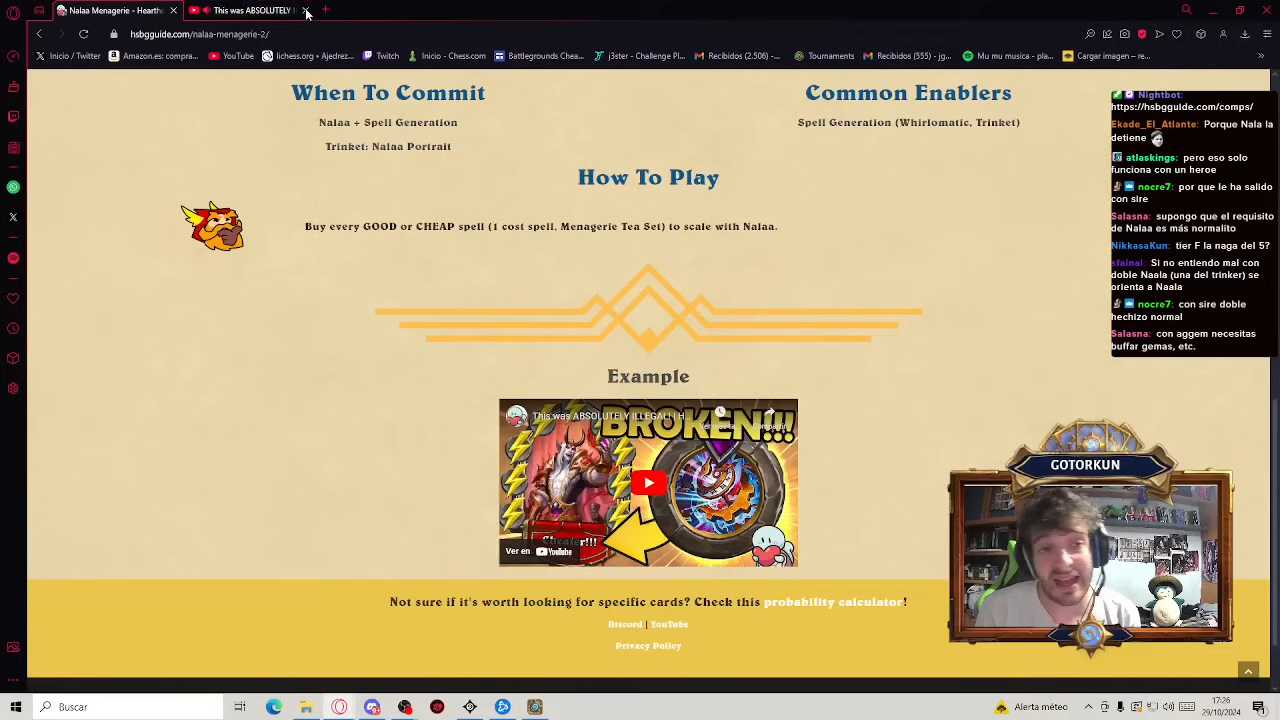 Nalaa Menagerie - Hearths
This was ABSOLUTELY I
hsbgguide.com/nalaa-menagerie-2/
Inicio / Twitter
Amazon.es: compra...
YouTube
lichess.org • Ajedrez...
Twitch
Inicio - Chess.com
Battlegrounds Cheat...
j3ster - Challenge Pl...
Recibidos (2.506) -...
Tournaments
Recibidos (555) - jg...
Mu mu musica - pla...
Cargar imagen – re...
When To Commit
Nalaa + Spell Generation
Trinket: Nalaa Portrait
Common Enablers
Spell Generation (Whirlomatic, Trinket)
How To Play
Buy every GOOD or CHEAP spell (1 cost spell, Menagerie Tea Set) to scale with Nalaa.
Example
This was ABSOLUTELY ILLEGAL! | H...
Ver más ta...
Compartir
BROKEN!!!
Cheater!!!
Ver en YouTube
Not sure if it's worth looking for specific cards? Check this probability calculator!
Discord | YouTube
Privacy Policy
Nightbot:
https://hsbgguide.com/comps/
Ekade_El_Atlante: Porque Nala la
detiene
atlaskings: pero eso solo
funciona con un heroe
nocre7: por que le ha salido
con sire
Salasna: supongo que el requisito
de Nalaa es más normalito
NikkasaKun: tier F la naga del 5?
sfainal: Si no entiendo mal con
doble Naala (una del trinker) se
orienta a Naala
nocre7: con sire doble
hechizo normal
Salasna: con aggem necesitas
buffar gemas, etc.
GOTORKUN
Buscar
Alerta méteo
17:26
29/10/2024